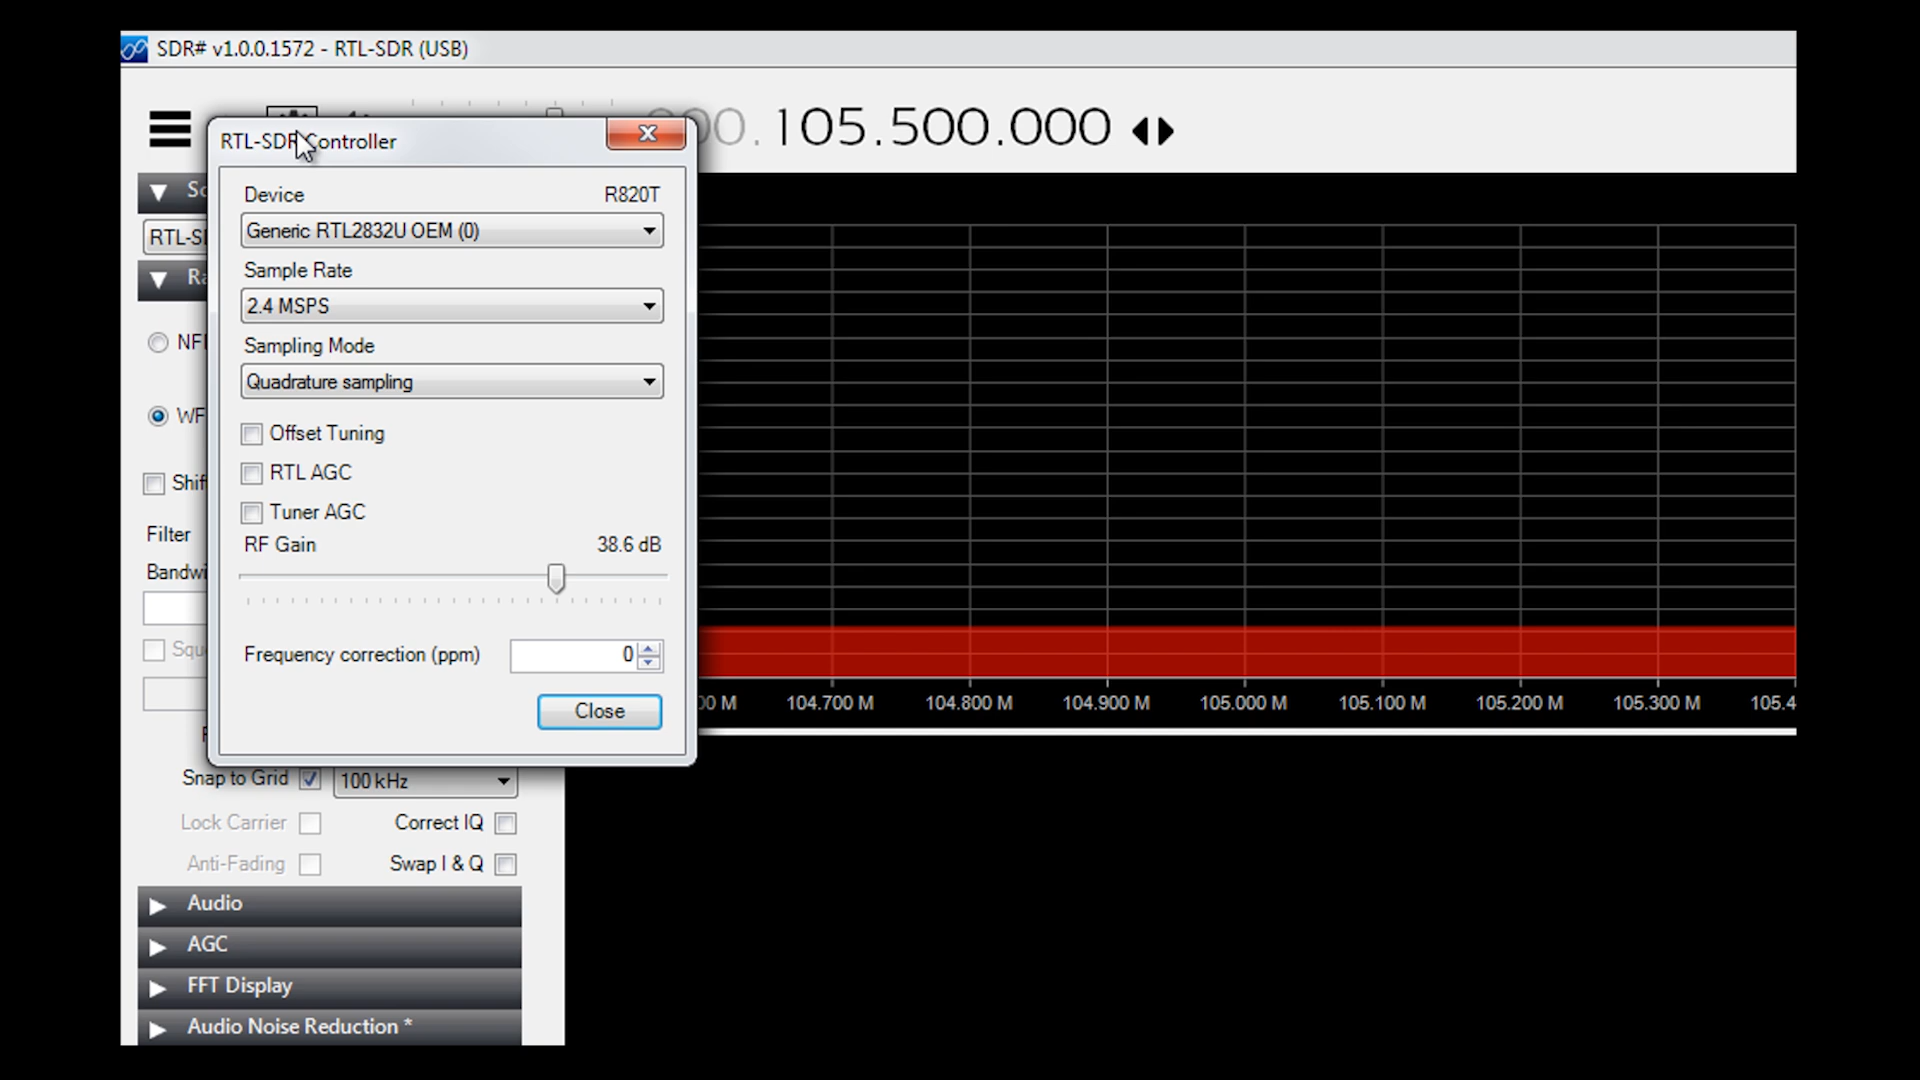 SDR# v1.0.0.1572 - RTL-SDR (USB)
.105.500.000
RTL-SDR Controller
Device R820T
Generic RTL2832U OEM (0)
Sample Rate
2.4 MSPS
Sampling Mode
Quadrature sampling
Offset Tuning
RTL AGC
Tuner AGC
RF Gain 38.6 dB
Frequency correction (ppm) 0
Close
Filter
Snap to Grid 100 kHz
Lock Carrier Correct IQ
Anti-Fading Swap I & Q
Audio
AGC
FFT Display
Audio Noise Reduction *
104.700 M 104.800 M 104.900 M 105.000 M 105.100 M 105.200 M 105.300 M 105.4